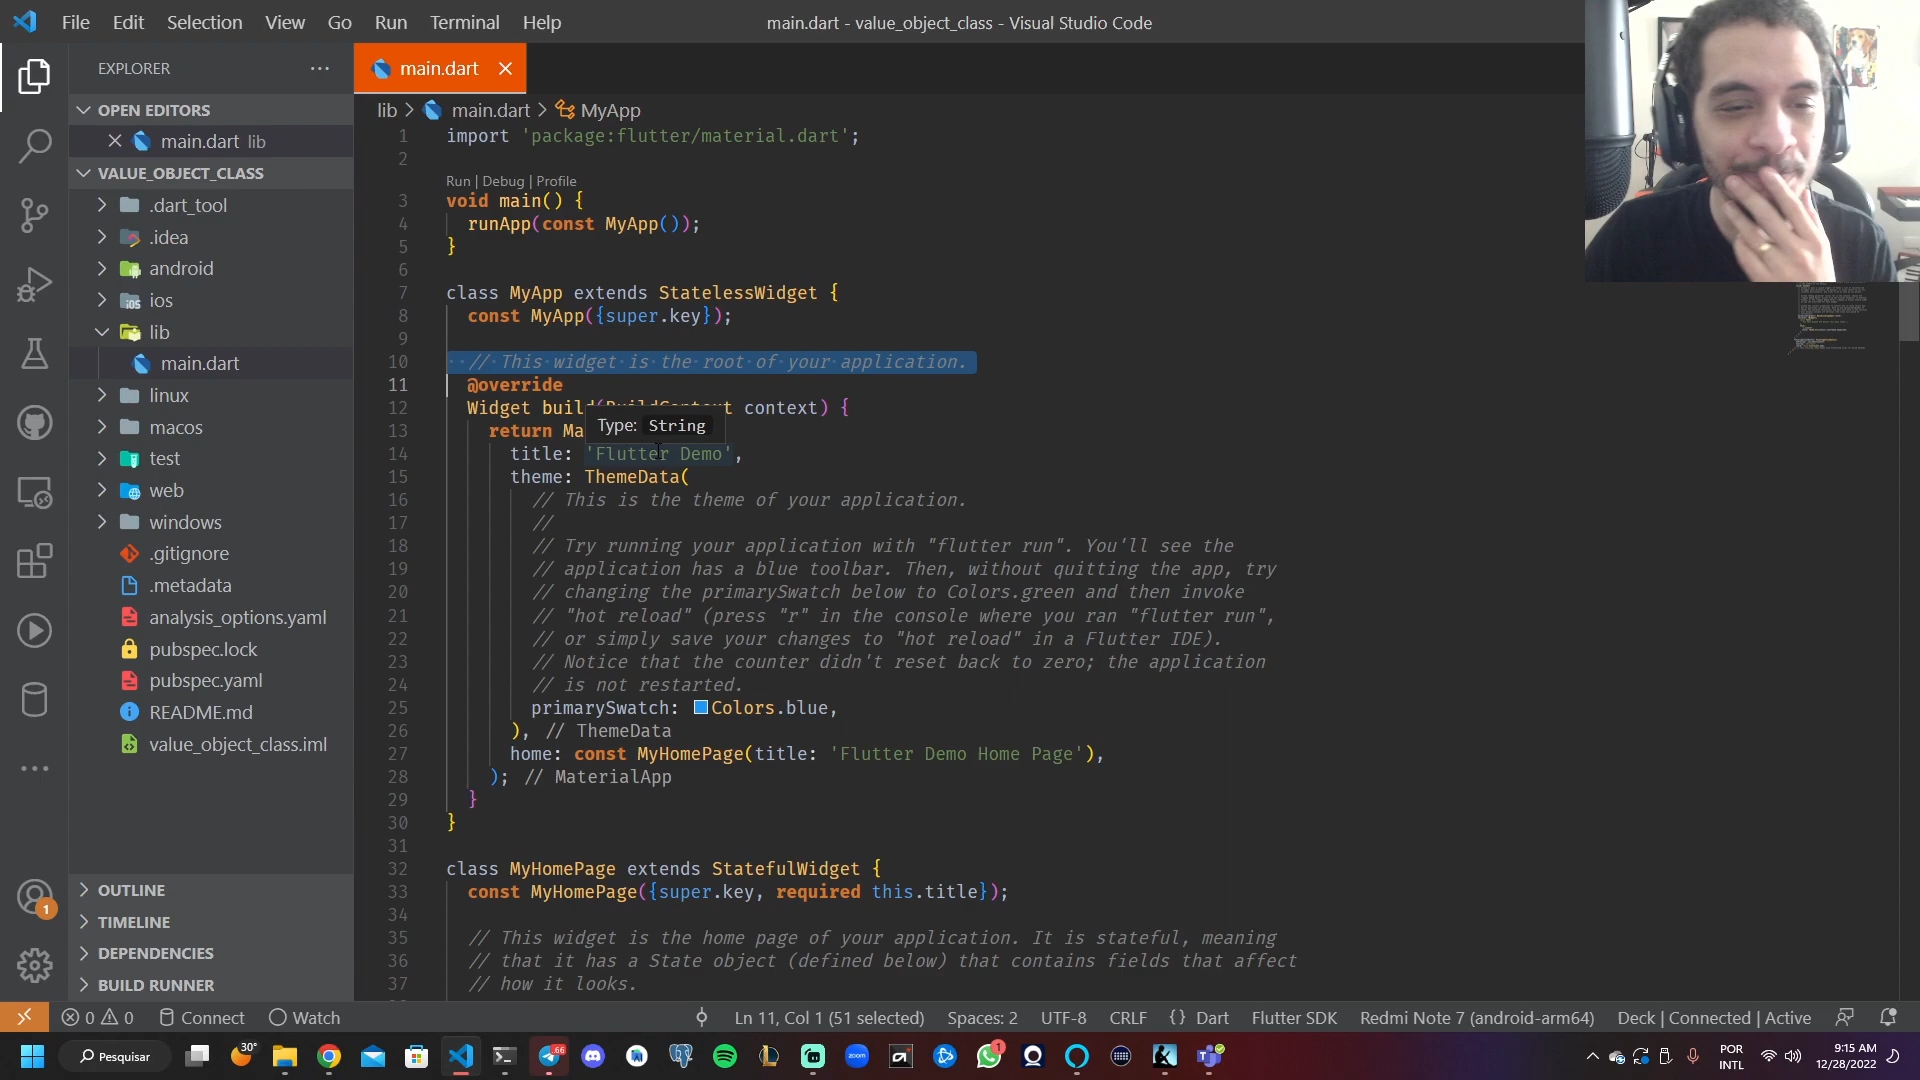 File Edit Selection View Go Run Terminal Help
main.dart - value_object_class - Visual Studio Code
EXPLORER
OPEN EDITORS
main.dart lib
VALUE_OBJECT_CLASS
.dart_tool
.idea
android
ios
lib
main.dart
linux
macos
test
web
windows
.gitignore
.metadata
analysis_options.yaml
pubspec.lock
pubspec.yaml
README.md
value_object_class.iml
OUTLINE
TIMELINE
DEPENDENCIES
BUILD RUNNER
1
main.dart
lib > main.dart > MyApp
1 import 'package:flutter/material.dart';
2
Run | Debug | Profile
3 void main() {
4 runApp(const MyApp());
5 }
6
7 class MyApp extends StatelessWidget {
8 const MyApp({super.key});
9
10 // This widget is the root of your application.
11 @override
12 Widget build(BuildContext context) {
Type: String
13 return Ma
14 title: 'Flutter Demo',
15 theme: ThemeData(
16 // This is the theme of your application.
17 //
18 // Try running your application with "flutter run". You'll see the
19 // application has a blue toolbar. Then, without quitting the app, try
20 // changing the primarySwatch below to Colors.green and then invoke
21 // "hot reload" (press "r" in the console where you ran "flutter run",
22 // or simply save your changes to "hot reload" in a Flutter IDE).
23 // Notice that the counter didn't reset back to zero; the application
24 // is not restarted.
25 primarySwatch: Colors.blue,
26 ), // ThemeData
27 home: const MyHomePage(title: 'Flutter Demo Home Page'),
28 ); // MaterialApp
29 }
30 }
31
32 class MyHomePage extends StatefulWidget {
33 const MyHomePage({super.key, required this.title});
34
35 // This widget is the home page of your application. It is stateful, meaning
36 // that it has a State object (defined below) that contains fields that affect
37 // how it looks.
0 0 Connect Watch
Ln 11, Col 1 (51 selected) Spaces: 2 UTF-8 CRLF {} Dart Flutter SDK Redmi Note 7 (android-arm64) Deck | Connected | Active
Pesquisar
30°
66
zoom
1
POR
INTL
9:15 AM
12/28/2022